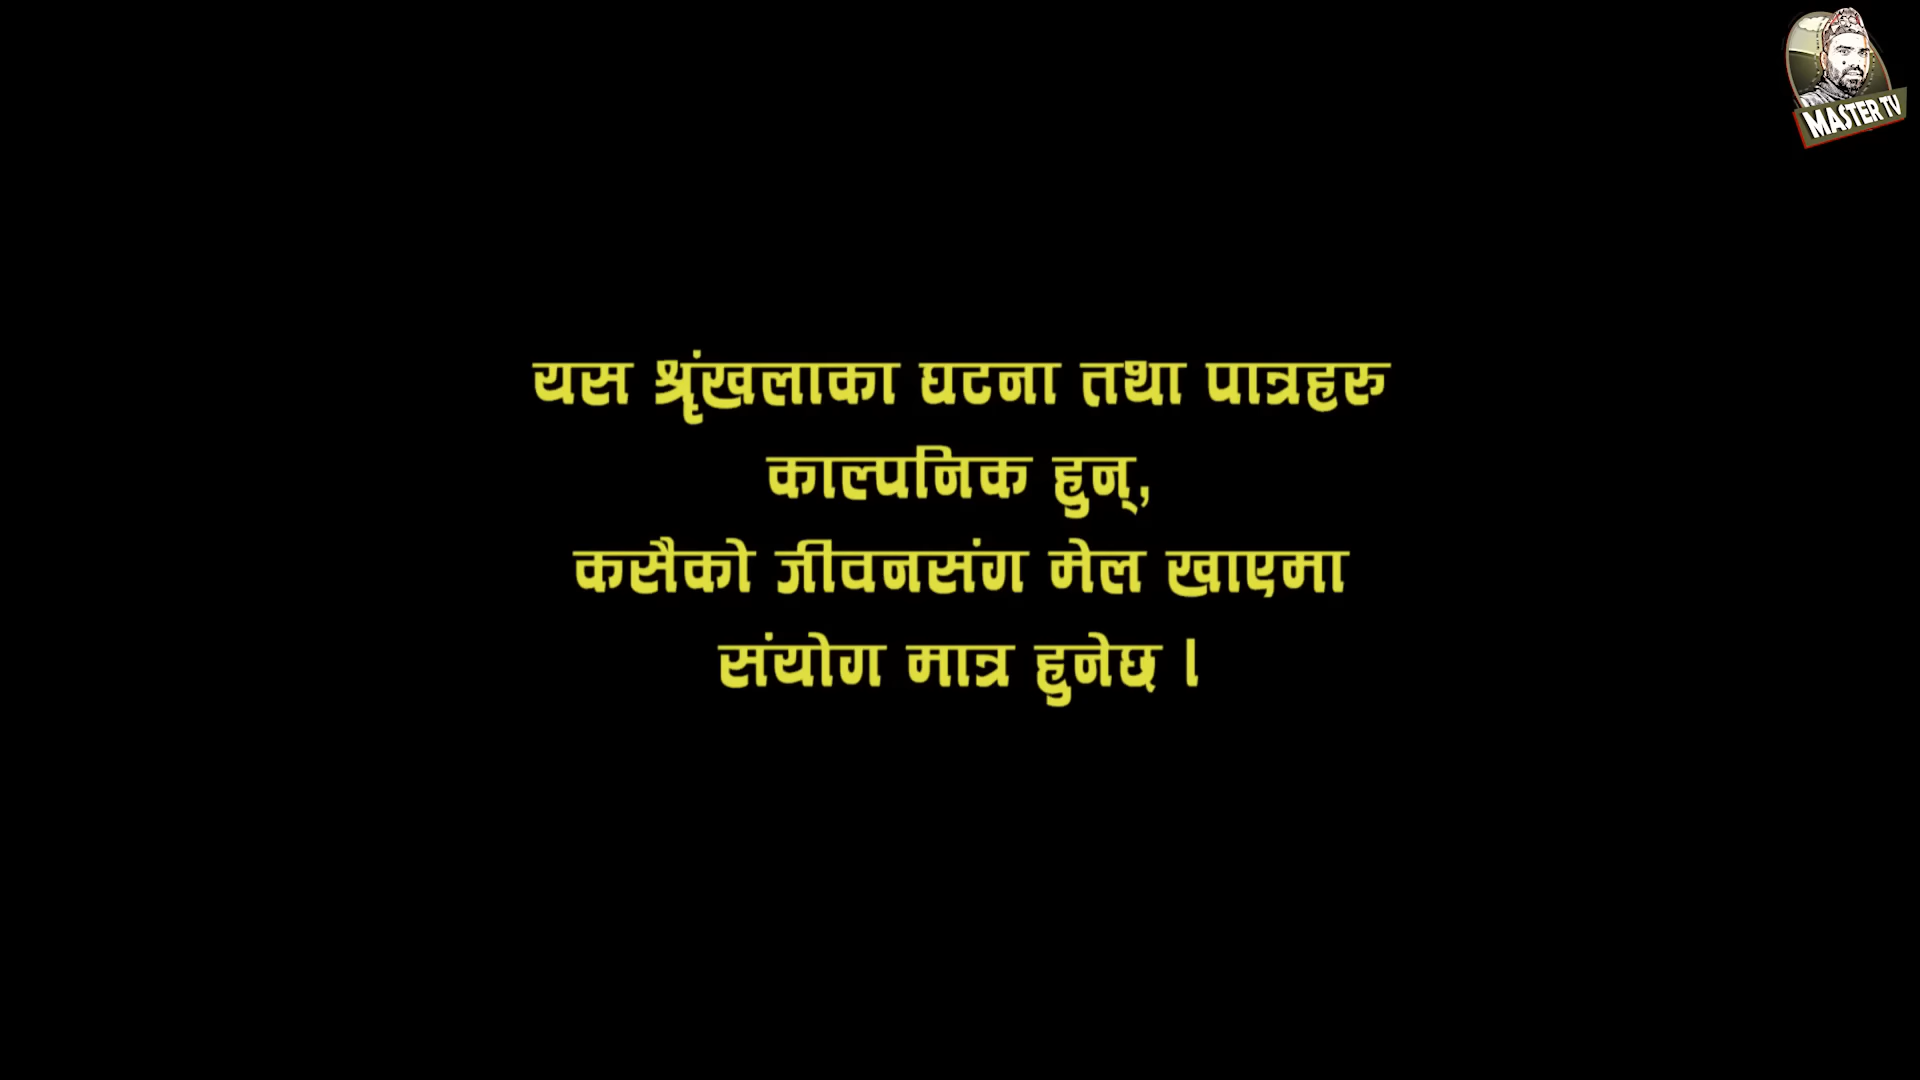 MASTER TV
यस श्रृंखलाका घटना तथा पात्रहरु
काल्पनिक हुन्,
कसैको जीवनसंग मेल खाएमा
संयोग मात्र हुनेछ ।